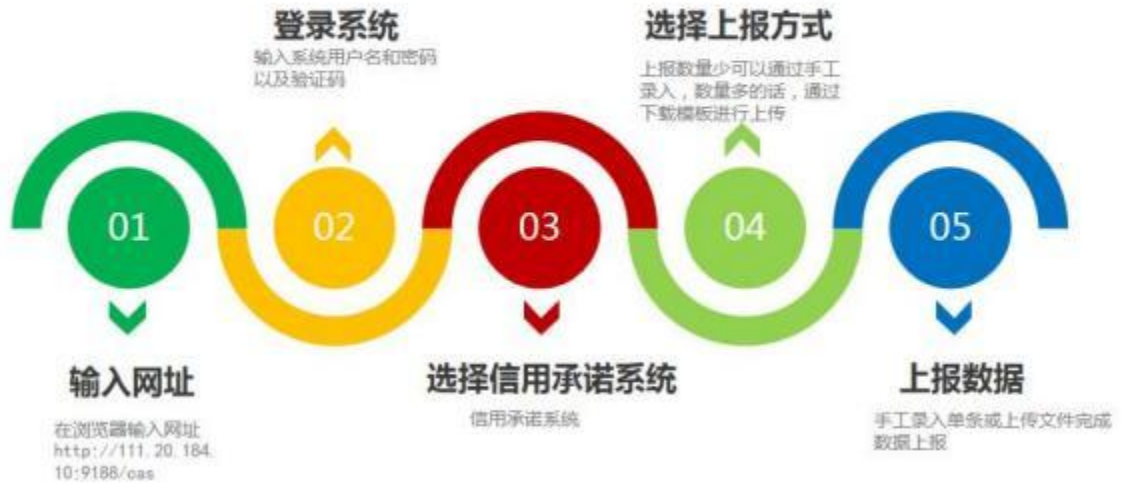 登录系统
输入系统用户名和密码
以及验证码
选择上报方式
上报数量少可以通过手工
录入,数量多的话,通过
下载模板进行上传
01
02
03
04
05
输入网址
在浏览器输入网址
http://111.20.184.
10:9188/cas
选择信用承诺系统
信用承诺系统
上报数据
手工录入单条或上传文件完成
数据上报